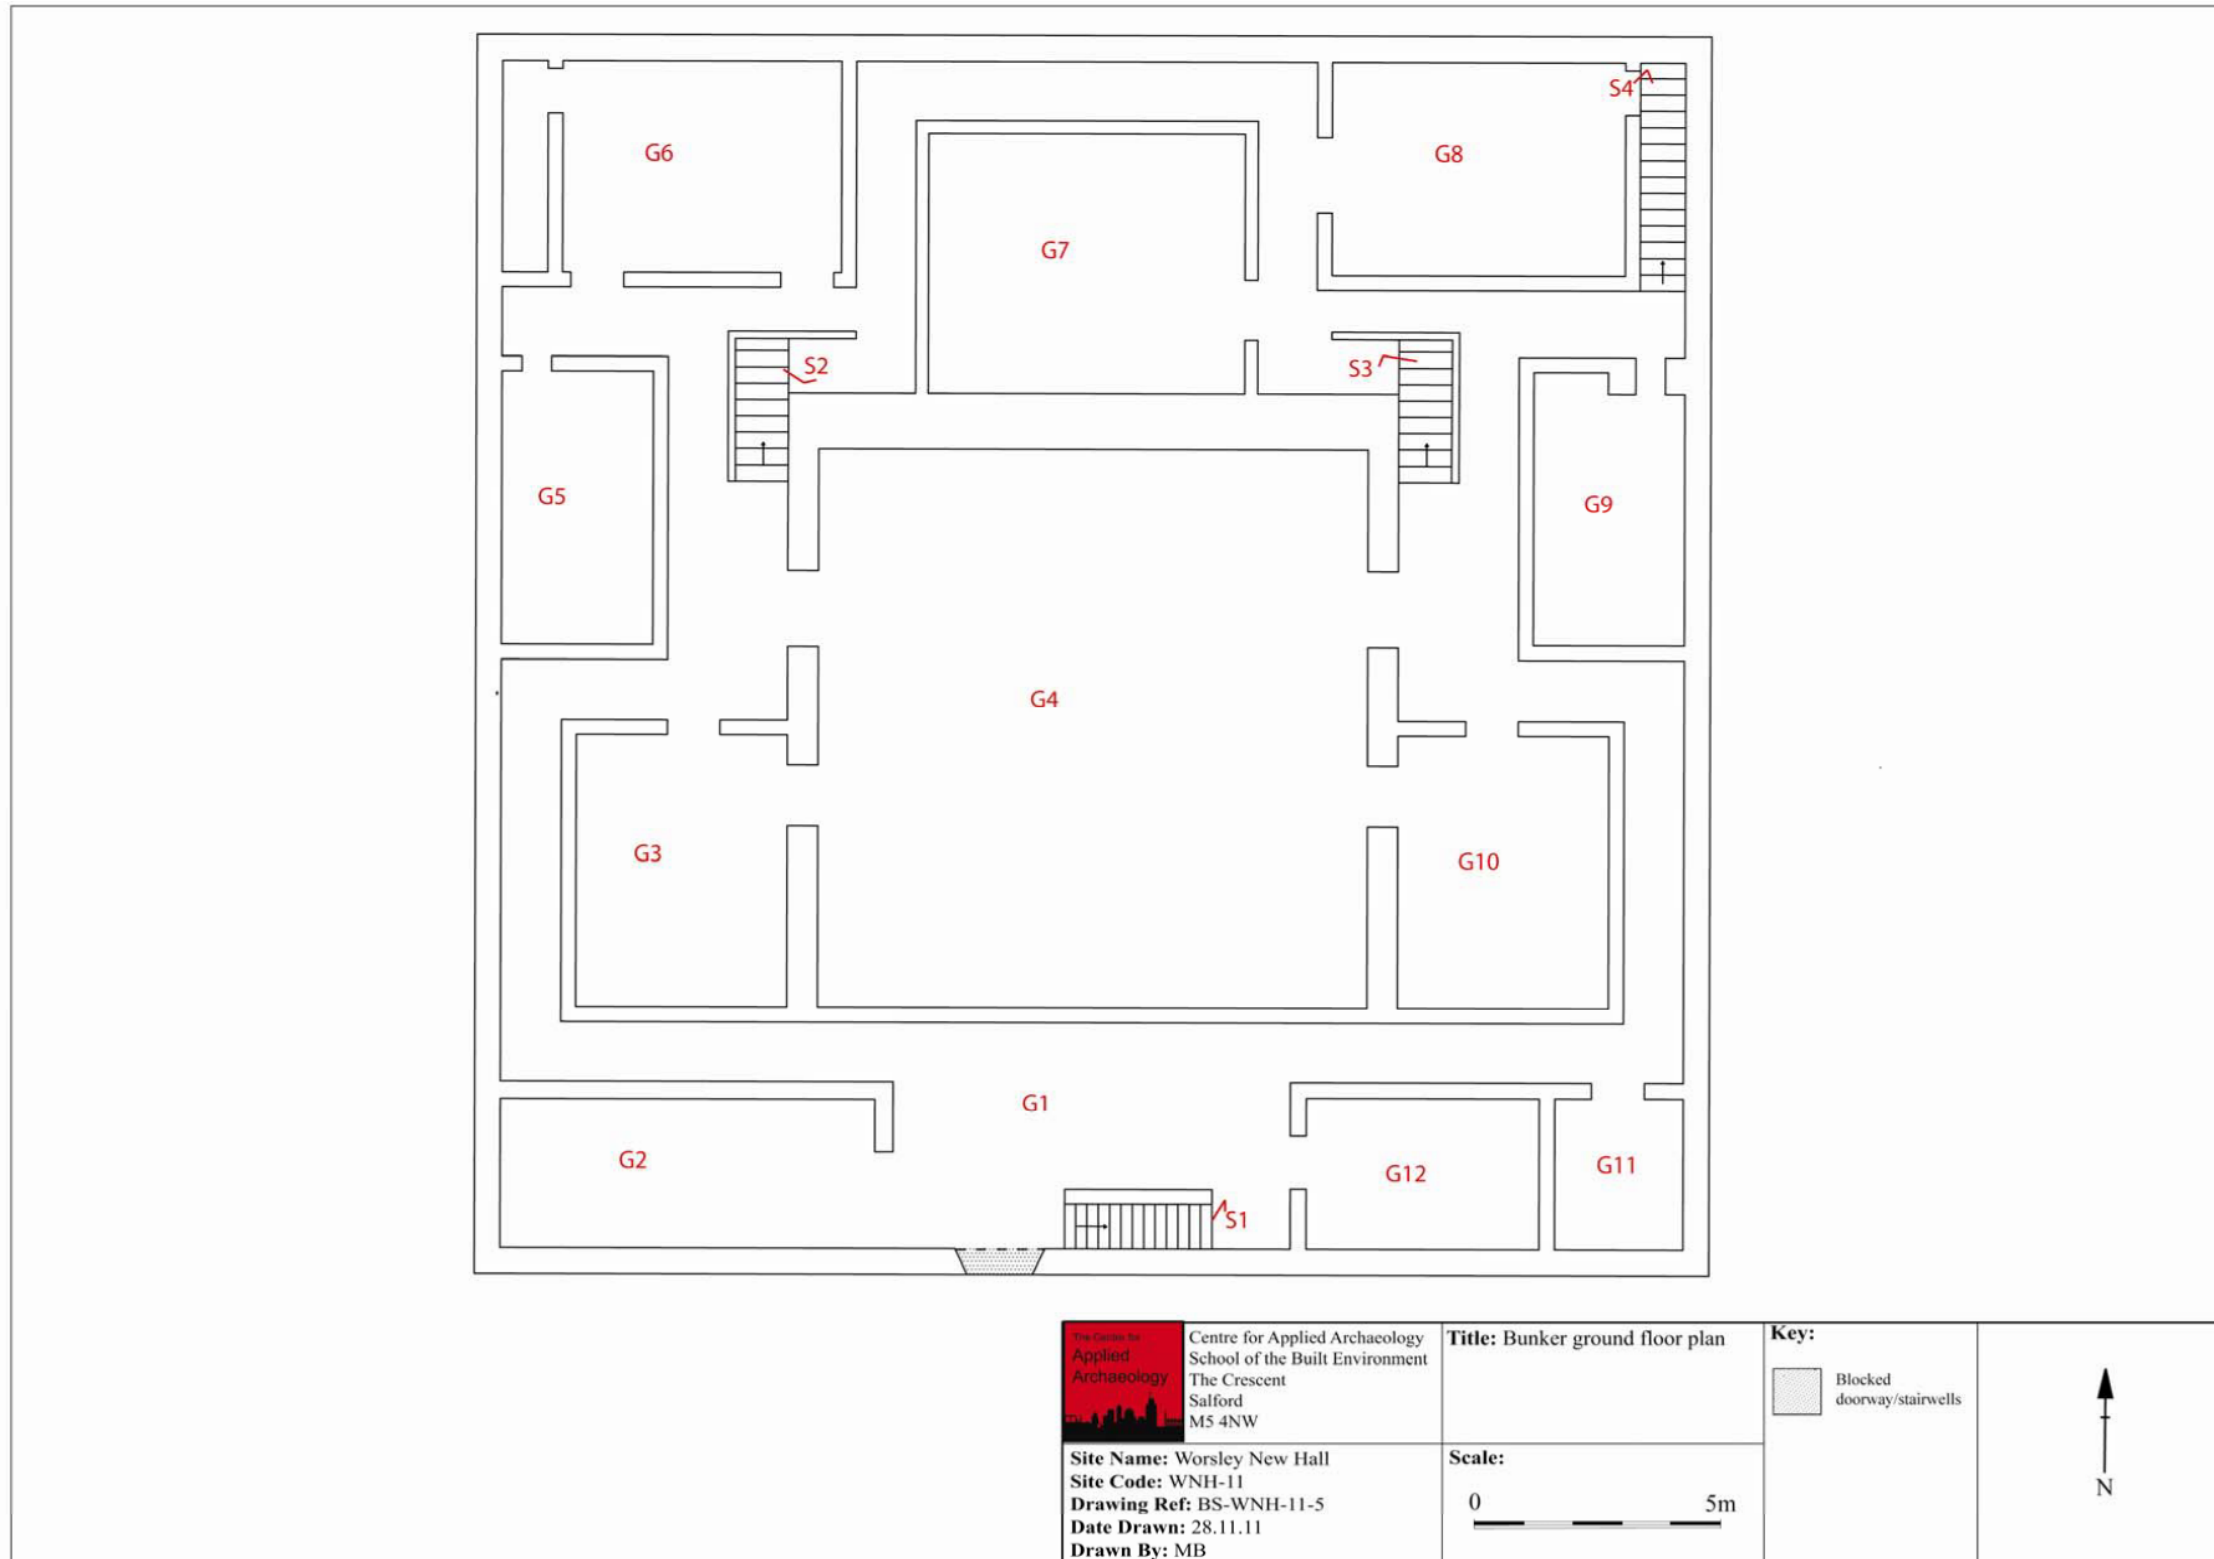 S4
G6
G8
G7
S2
S3
G5
G9
G4
G3
G10
G1
G2
G12
G11
S1
The Centre for
Applied
Archaeology
Centre for Applied Archaeology
School of the Built Environment
The Crescent
Salford
M5 4NW
Title: Bunker ground floor plan
Key:
Blocked
doorway/stairwells
Site Name: Worsley New Hall
Site Code: WNH-11
Drawing Ref: BS-WNH-11-5
Date Drawn: 28.11.11
Drawn By: MB
Scale:
0 5m
N